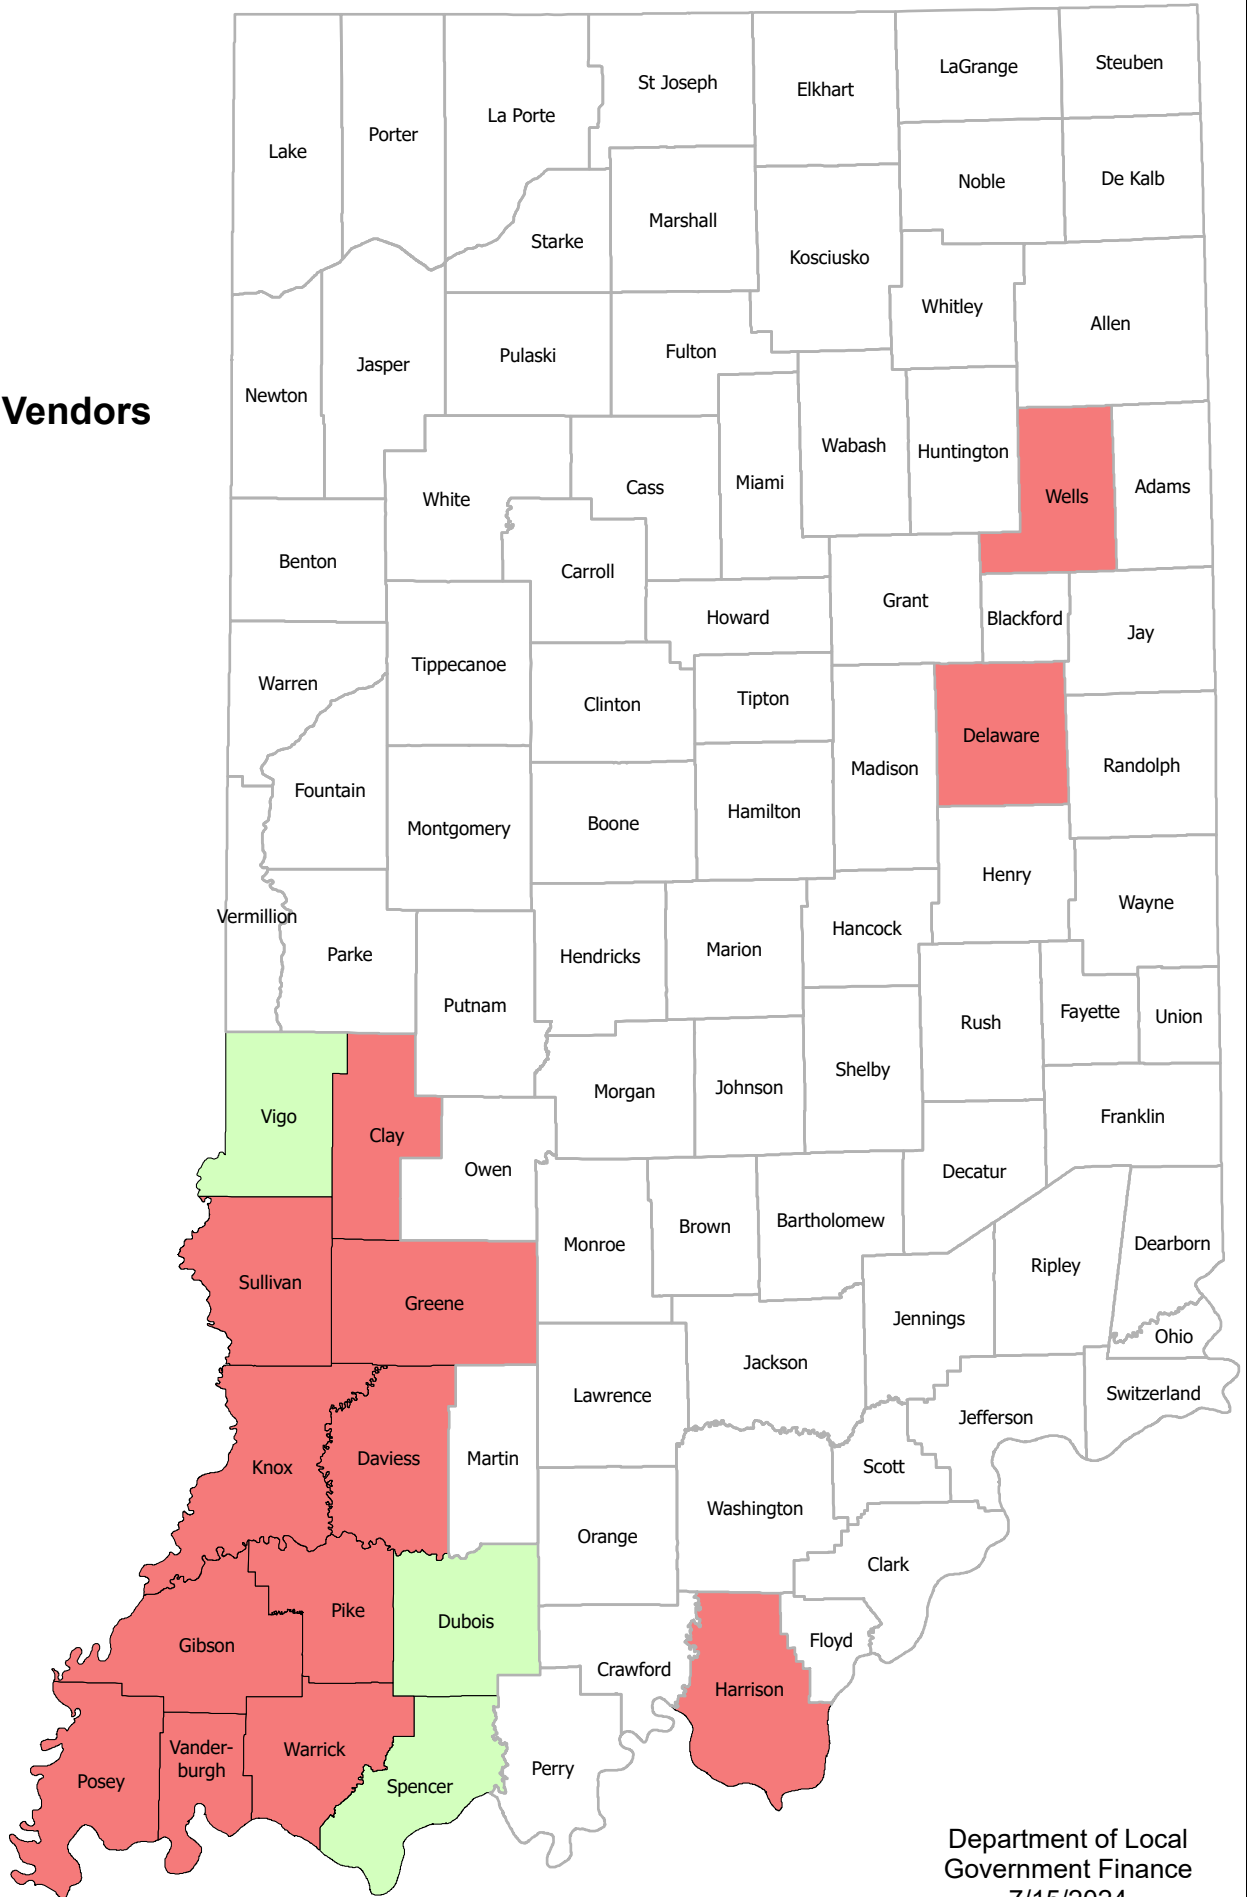 Steuben
LaGrange
St Joseph
Elkhart
La Porte
Porter
Lake
Noble
De Kalb
Marshall
Starke
Kosciusko
Whitley
Allen
Fulton
Pulaski
Jasper
Newton
Vendors
Wabash
Huntington
Miami
Cass
Adams
Wells
White
Benton
Carroll
Grant
Howard
Blackford
Jay
Tippecanoe
Warren
Tipton
Clinton
Delaware
Randolph
Madison
Fountain
Hamilton
Boone
Montgomery
Henry
Wayne
Vermillion
Hancock
Marion
Parke
Hendricks
Putnam
Fayette
Union
Rush
Shelby
Johnson
Morgan
Vigo
Franklin
Clay
Owen
Decatur
Bartholomew
Brown
Monroe
Dearborn
Ripley
Sullivan
Greene
Jennings
Ohio
Jackson
Lawrence
Switzerland
Jefferson
Daviess
Martin
Knox
Scott
Washington
Orange
Clark
Pike
Dubois
Floyd
Gibson
Crawford
Harrison
Vander-
burgh
Warrick
Perry
Posey
Spencer
Department of Local
Government Finance
7/15/2024